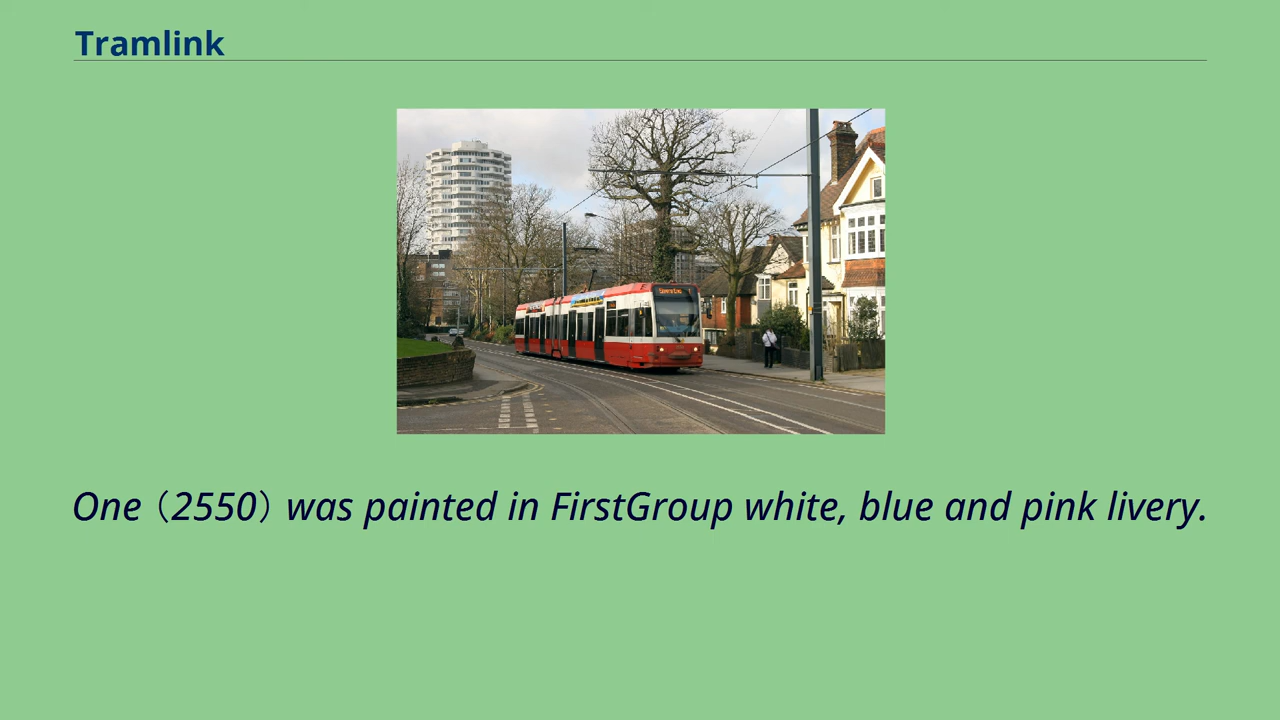 Tramlink
One (2550) was painted in FirstGroup white, blue and pink livery.